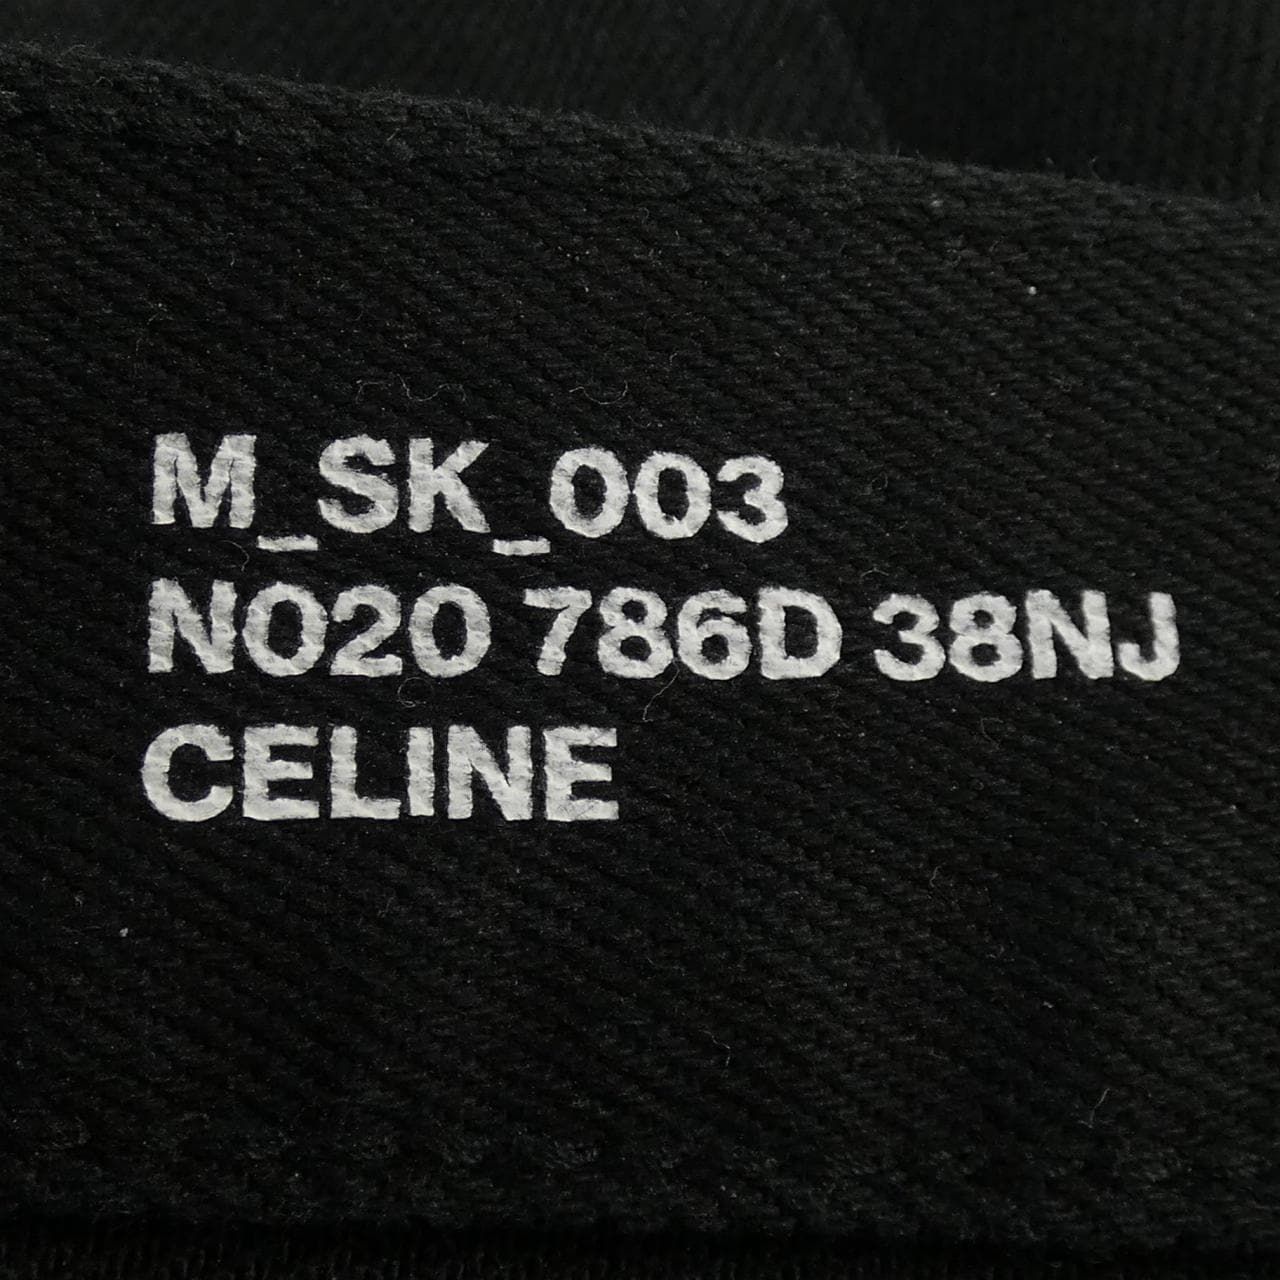 M_SK_003
N020 786D 38NJ
CELINE